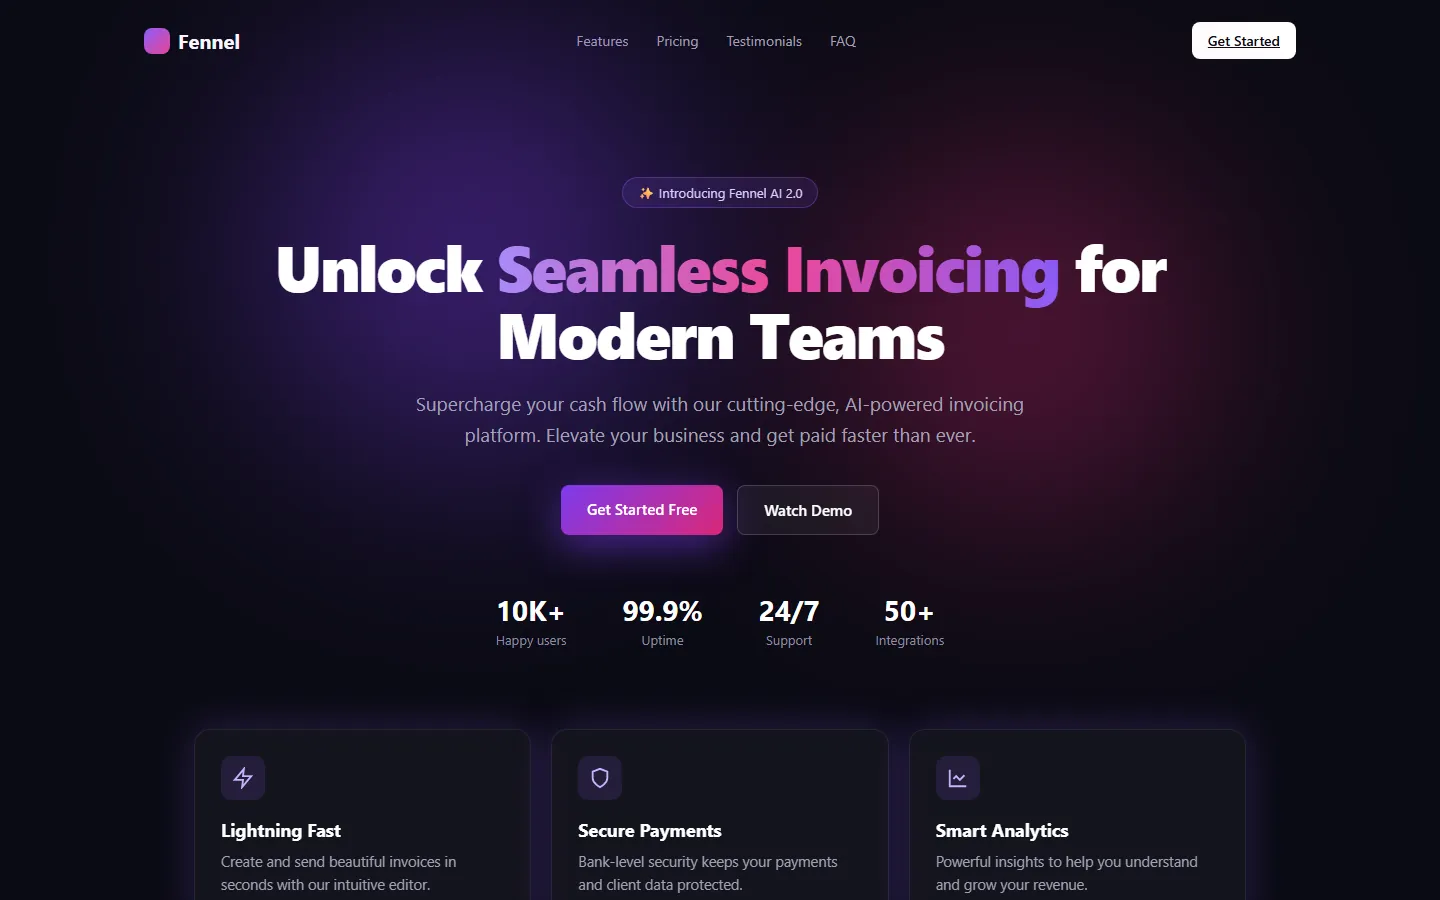 Fennel
Features
Pricing
Testimonials
FAQ
Get Started
✨ Introducing Fennel AI 2.0
Unlock Seamless Invoicing for
Modern Teams
Supercharge your cash flow with our cutting-edge, AI-powered invoicing
platform. Elevate your business and get paid faster than ever.
Get Started Free
Watch Demo
10K+
Happy users
99.9%
Uptime
24/7
Support
50+
Integrations
Lightning Fast
Create and send beautiful invoices in
seconds with our intuitive editor.
Secure Payments
Bank-level security keeps your payments
and client data protected.
Smart Analytics
Powerful insights to help you understand
and grow your revenue.